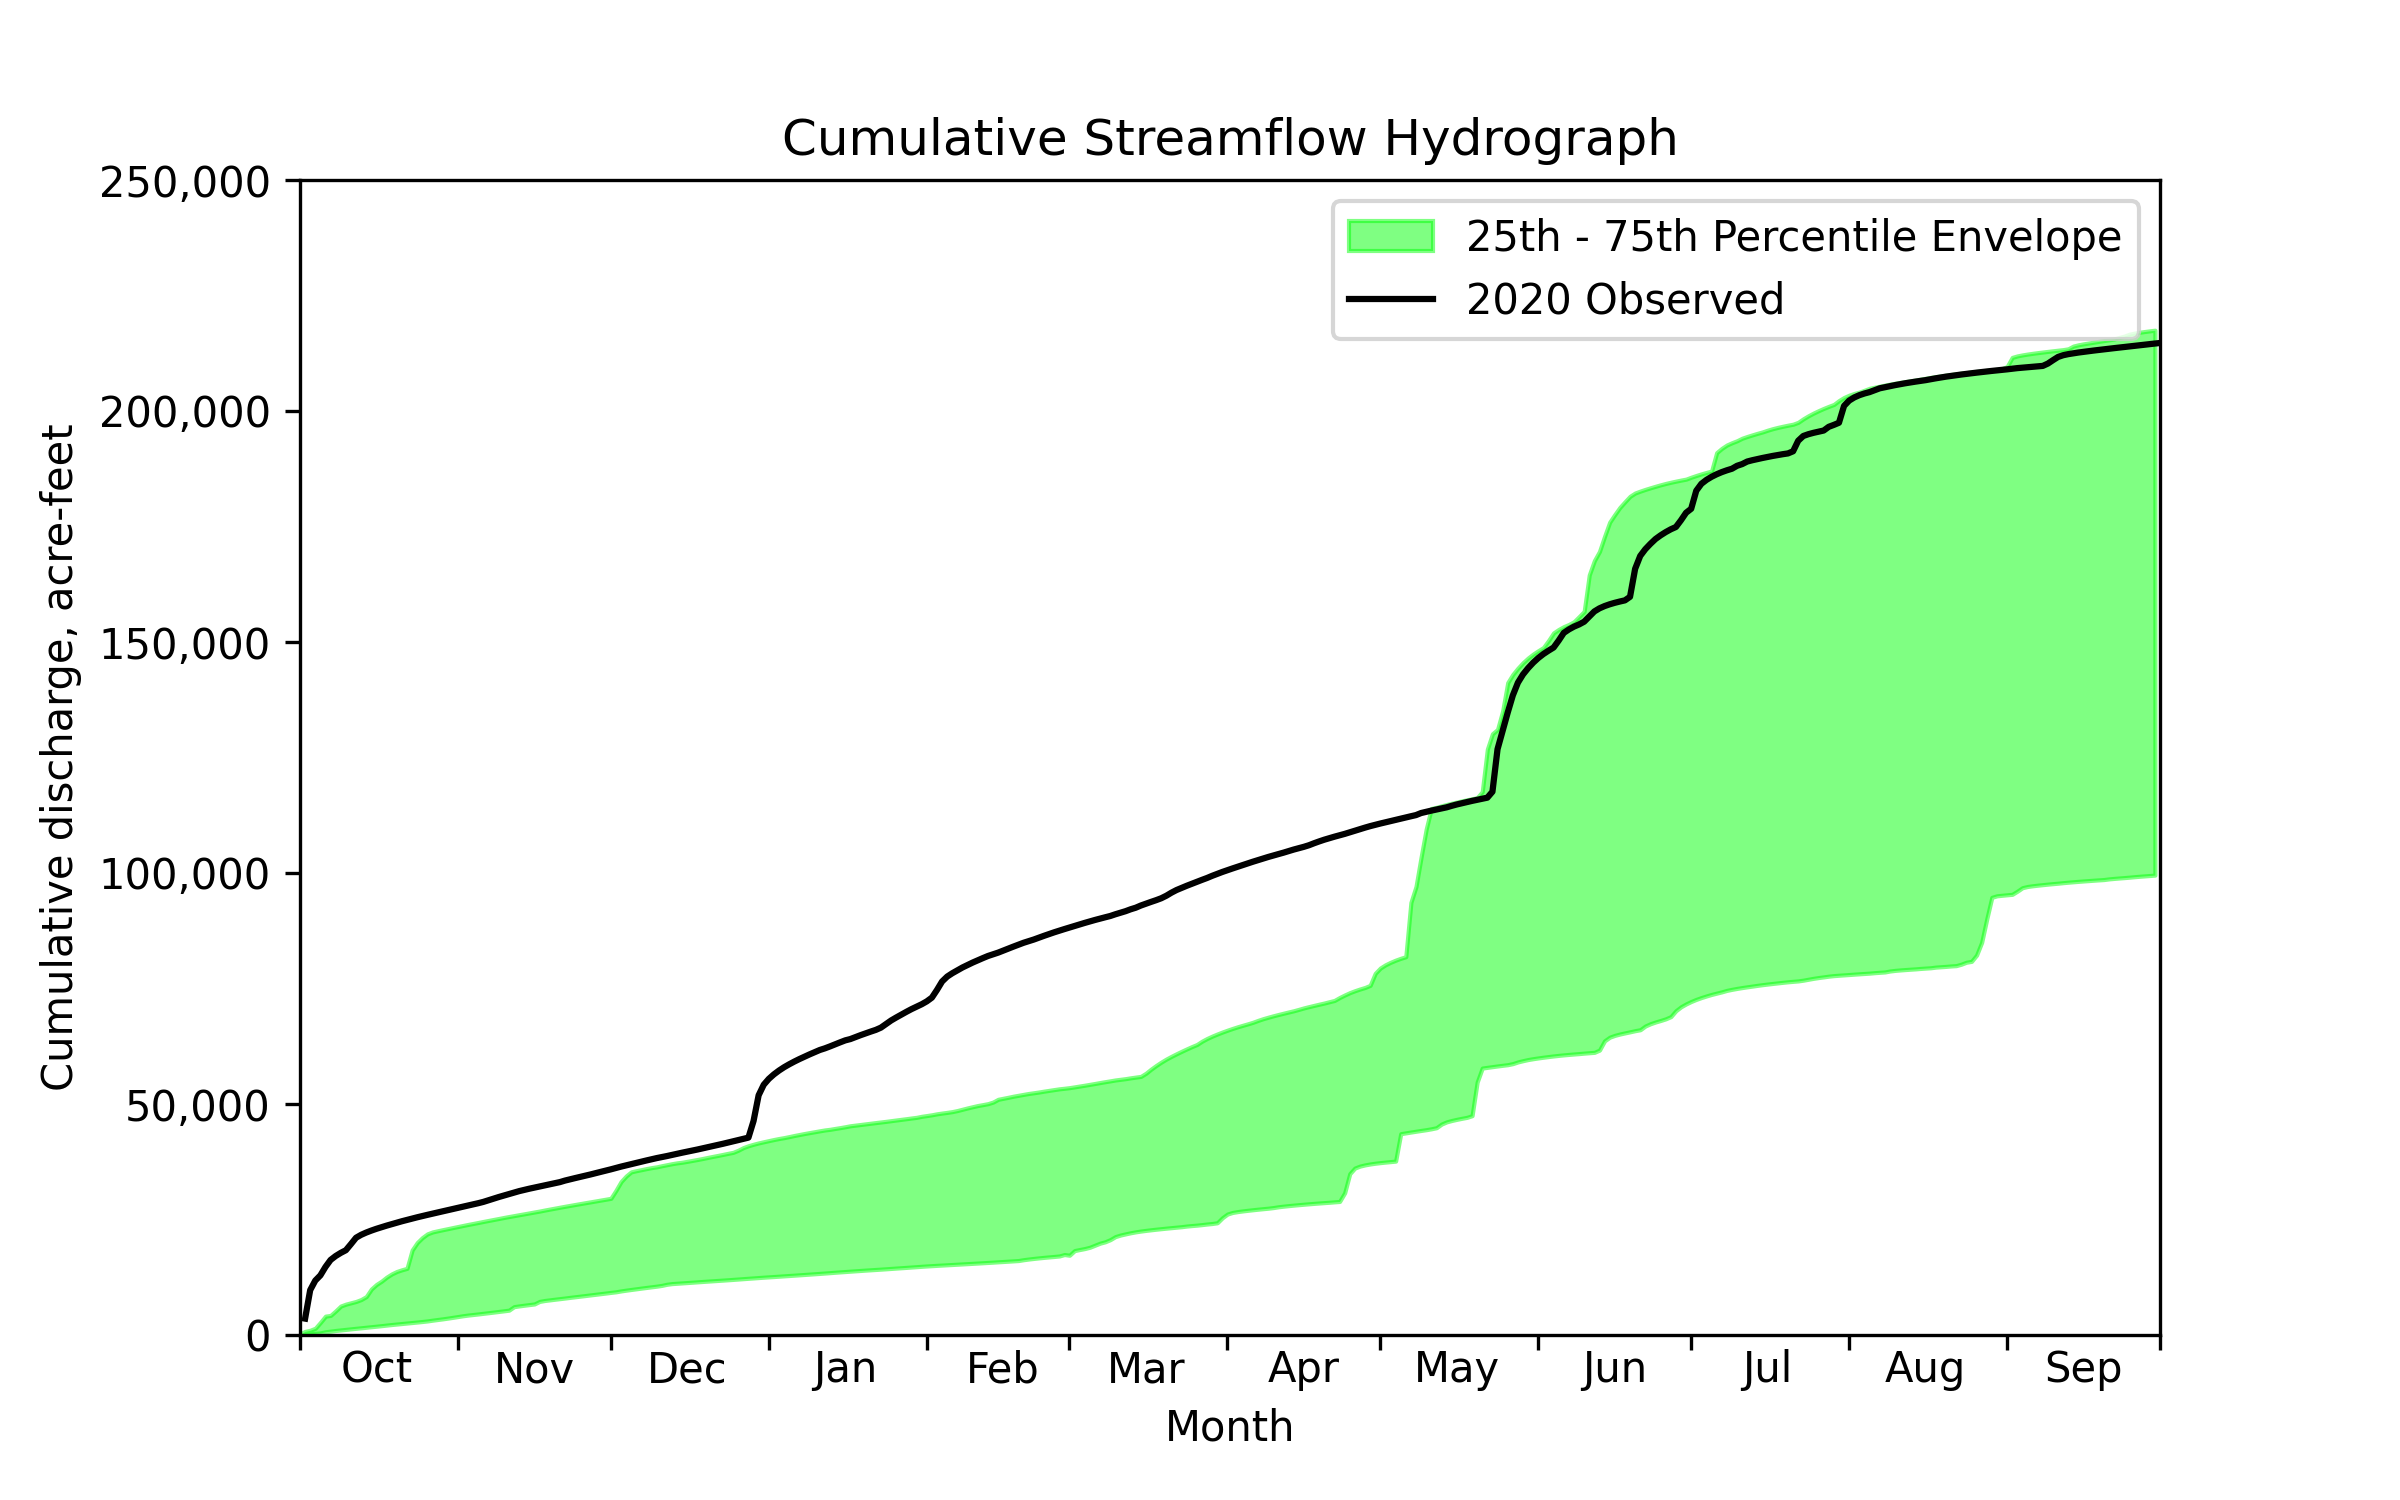 Cumulative Streamflow Hydrograph
250,000
200,000
150,000
100,000
50,000
0
Cumulative discharge, acre-feet
25th - 75th Percentile Envelope
2020 Observed
Oct Nov Dec Jan Feb Mar Apr May Jun Jul Aug Sep
Month